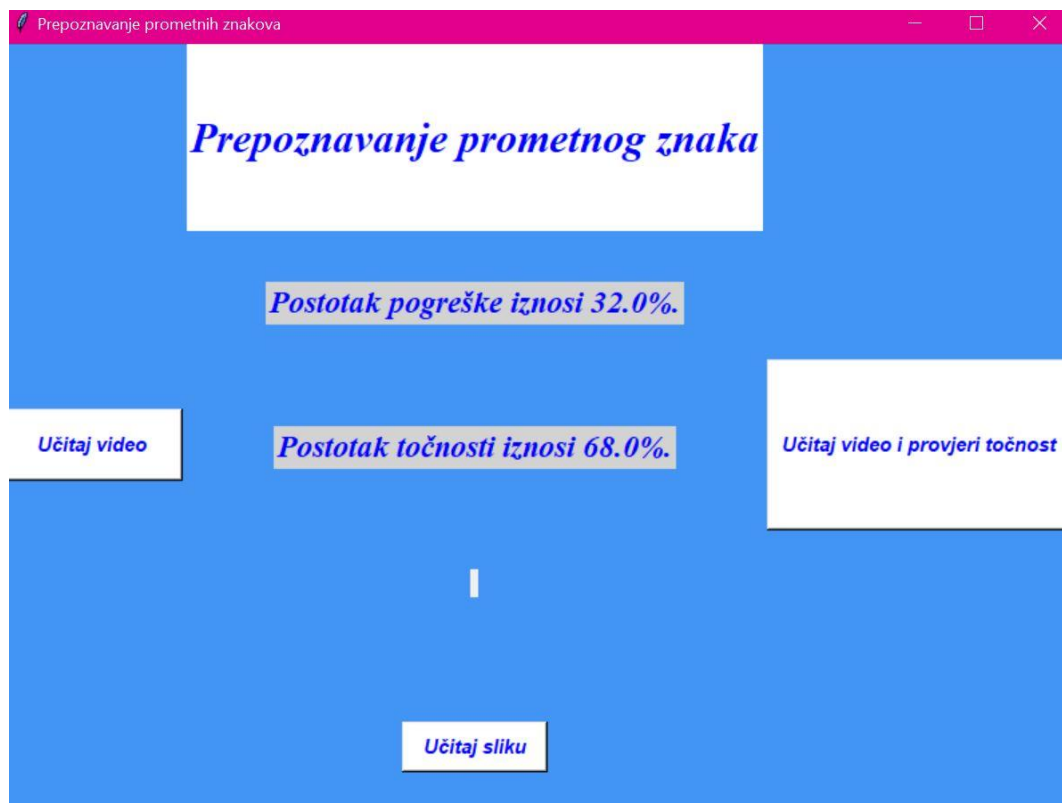 Prepoznavanje prometnih znakova
Prepoznavanje prometnog znaka
Postotak pogreške iznosi 32.0%.
Učitaj video
Postotak točnosti iznosi 68.0%.
Učitaj video i provjeri točnost
Učitaj sliku